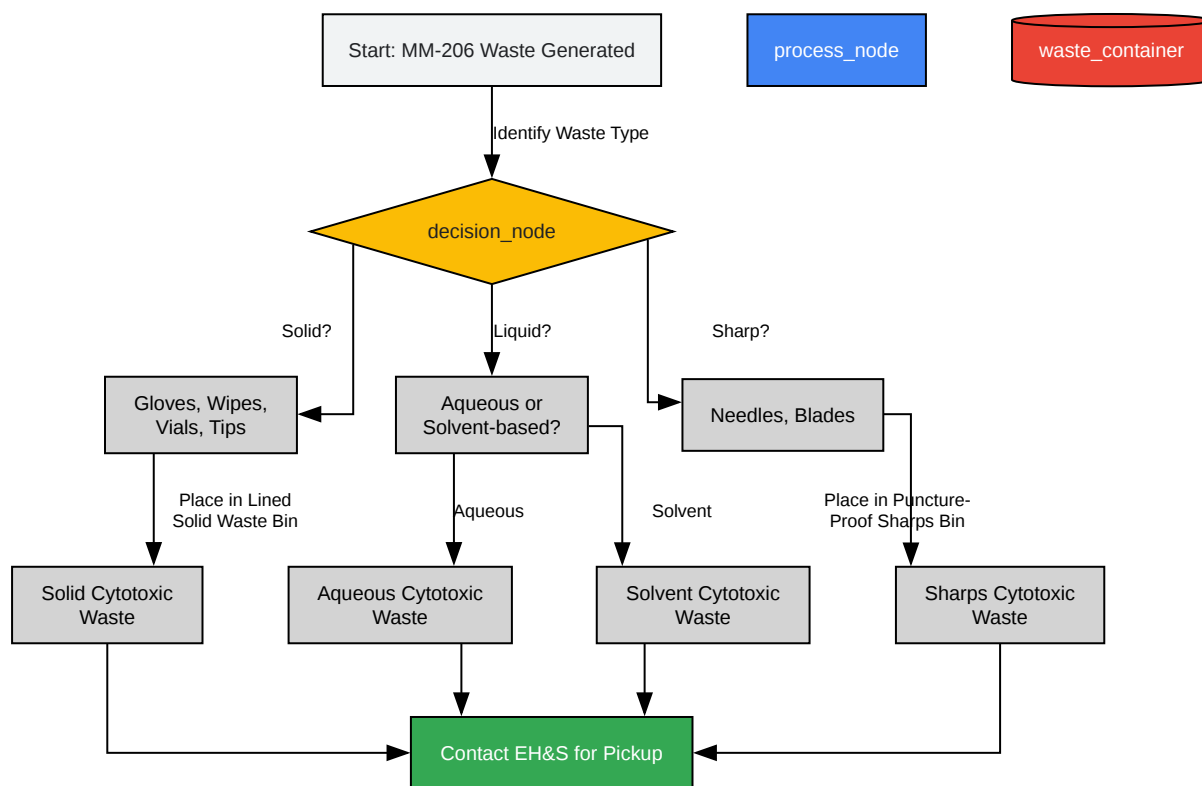 Start: MM-206 Waste Generated
process_node
waste_container
Identify Waste Type
decision_node
Solid?
Liquid?
Sharp?
Gloves, Wipes,
Vials, Tips
Aqueous or
Solvent-based?
Needles, Blades
Place in Lined
Solid Waste Bin
Aqueous
Solvent
Place in Puncture-
Proof Sharps Bin
Solid Cytotoxic
Waste
Aqueous Cytotoxic
Waste
Solvent Cytotoxic
Waste
Sharps Cytotoxic
Waste
Contact EH&S for Pickup